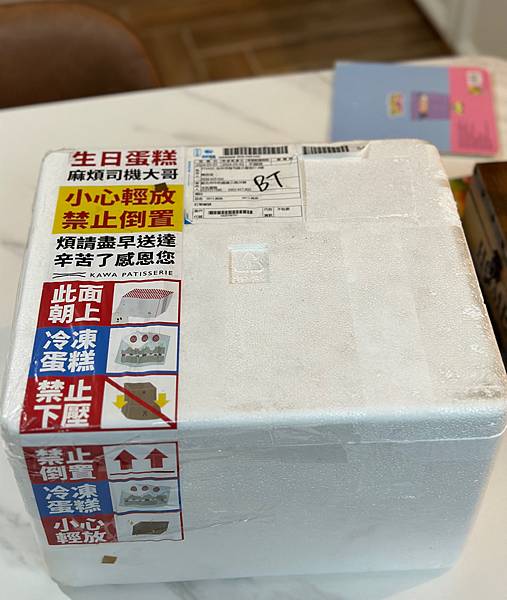 生日蛋糕
麻煩司機大哥
小心輕放
禁止倒置
煩請盡早送達
辛苦了感恩您
KAWA PATISSERIE
此面
朝上
冷凍
蛋糕
禁止
下壓
BT
禁止
倒置
冷凍
蛋糕
小心
輕放